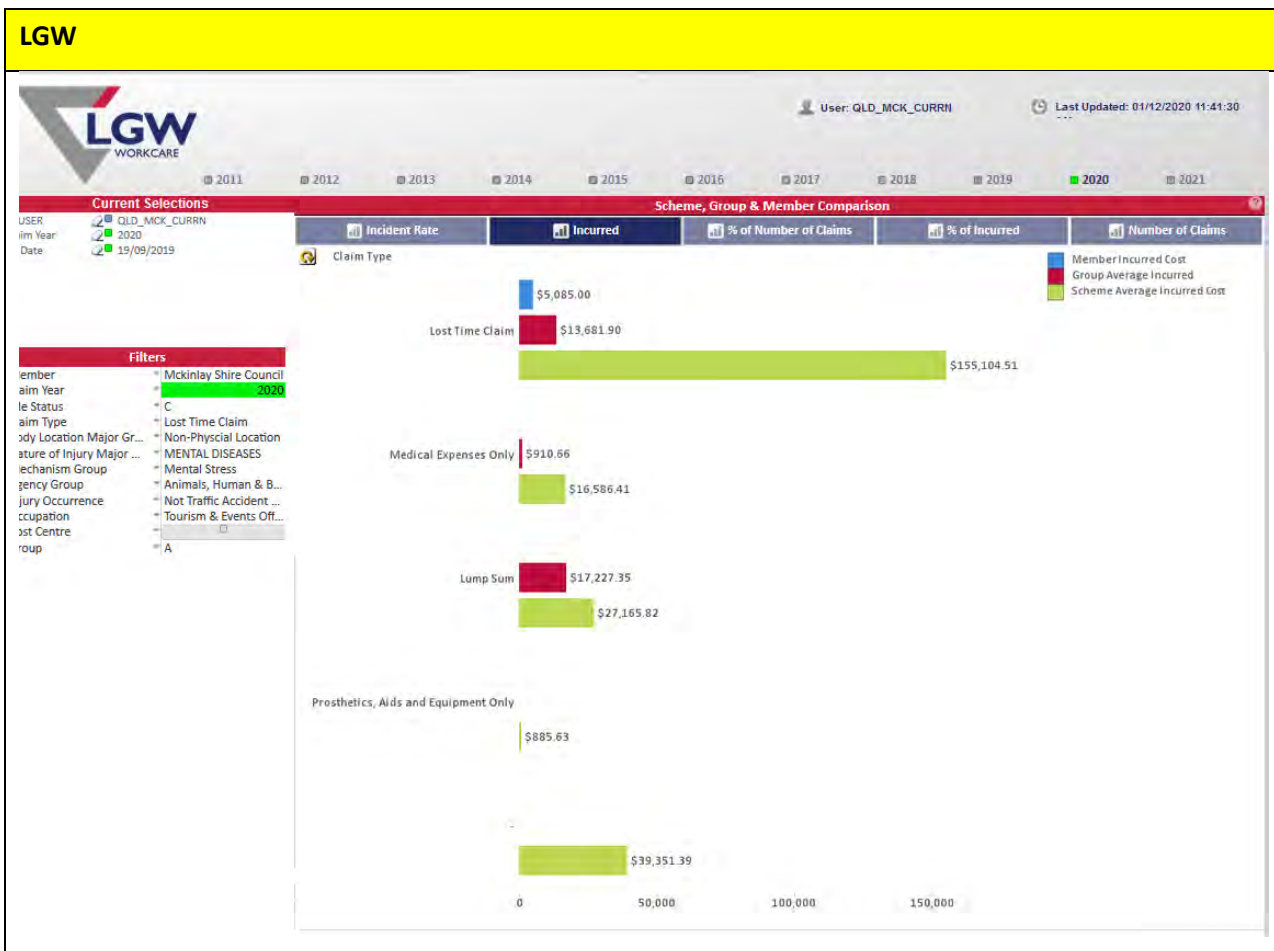 LGW
LGW
WORKCARE
User: QLD_MCK_CURRN
Last Updated: 01/12/2020 11:41:30
2011 2012 2013 2014 2015 2016 2017 2018 2019 2020 2021
Current Selections
USER QLD_MCK_CURRN
im Year 2020
Date 19/09/2019
Filters
ember Mckinlay Shire Council
aim Year 2020
le Status C
aim Type Lost Time Claim
ody Location Major Gr... Non-Physcial Location
ature of Injury Major ... MENTAL DISEASES
echanism Group Mental Stress
gency Group Animals, Human & B...
jury Occurrence Not Traffic Accident ...
ccupation Tourism & Events Off...
ost Centre
roup A
Scheme, Group & Member Comparison ?
Incident Rate Incurred % of Number of Claims % of Incurred Number of Claims
Claim Type
Member Incurred Cost
Group Average Incurred
Scheme Average Incurred Cost
$5,085.00
Lost Time Claim $13,681.90
$155,104.51
Medical Expenses Only $910.66
$16,586.41
Lump Sum $17,227.35
$27,165.82
Prosthetics, Aids and Equipment Only
$885.63
-
$39,351.39
0 50,000 100,000 150,000